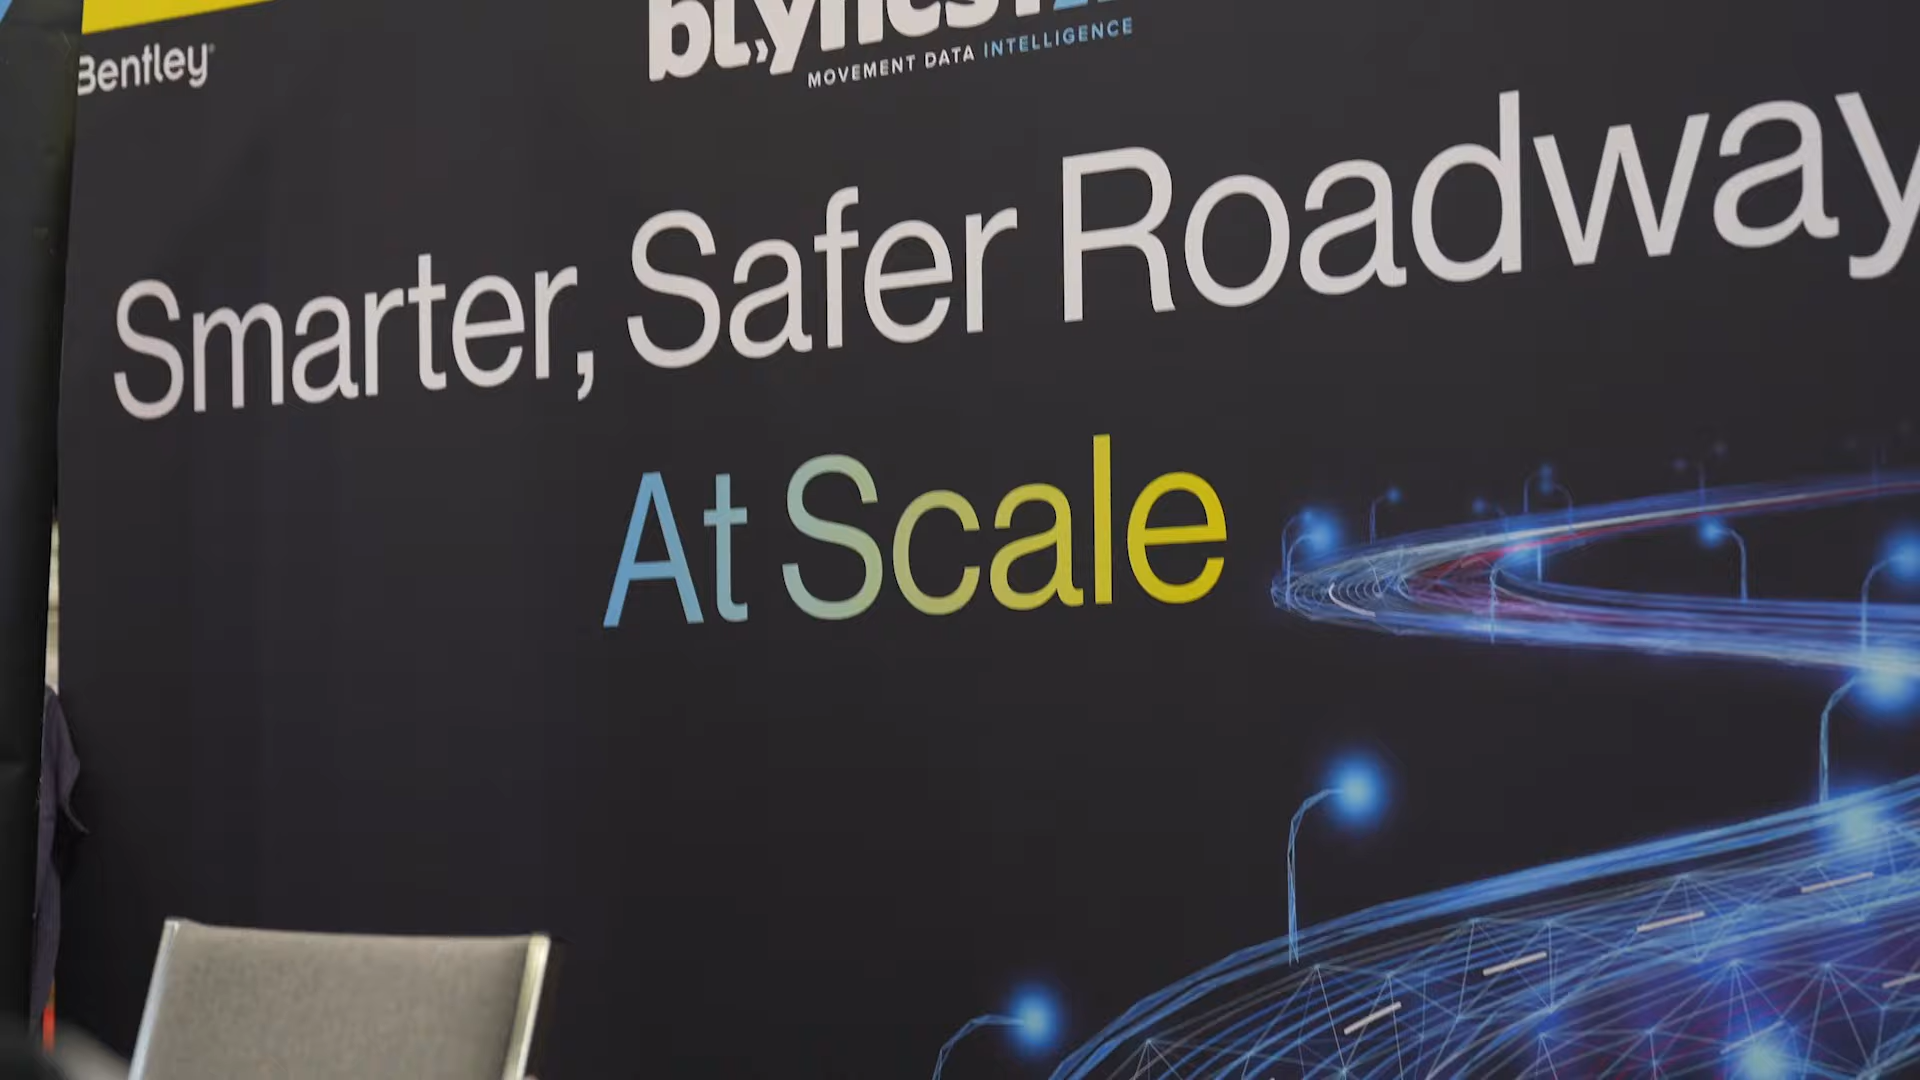 Bentley
MOVEMENT DATA INTELLIGENCE
Smarter, Safer Roadway
At Scale